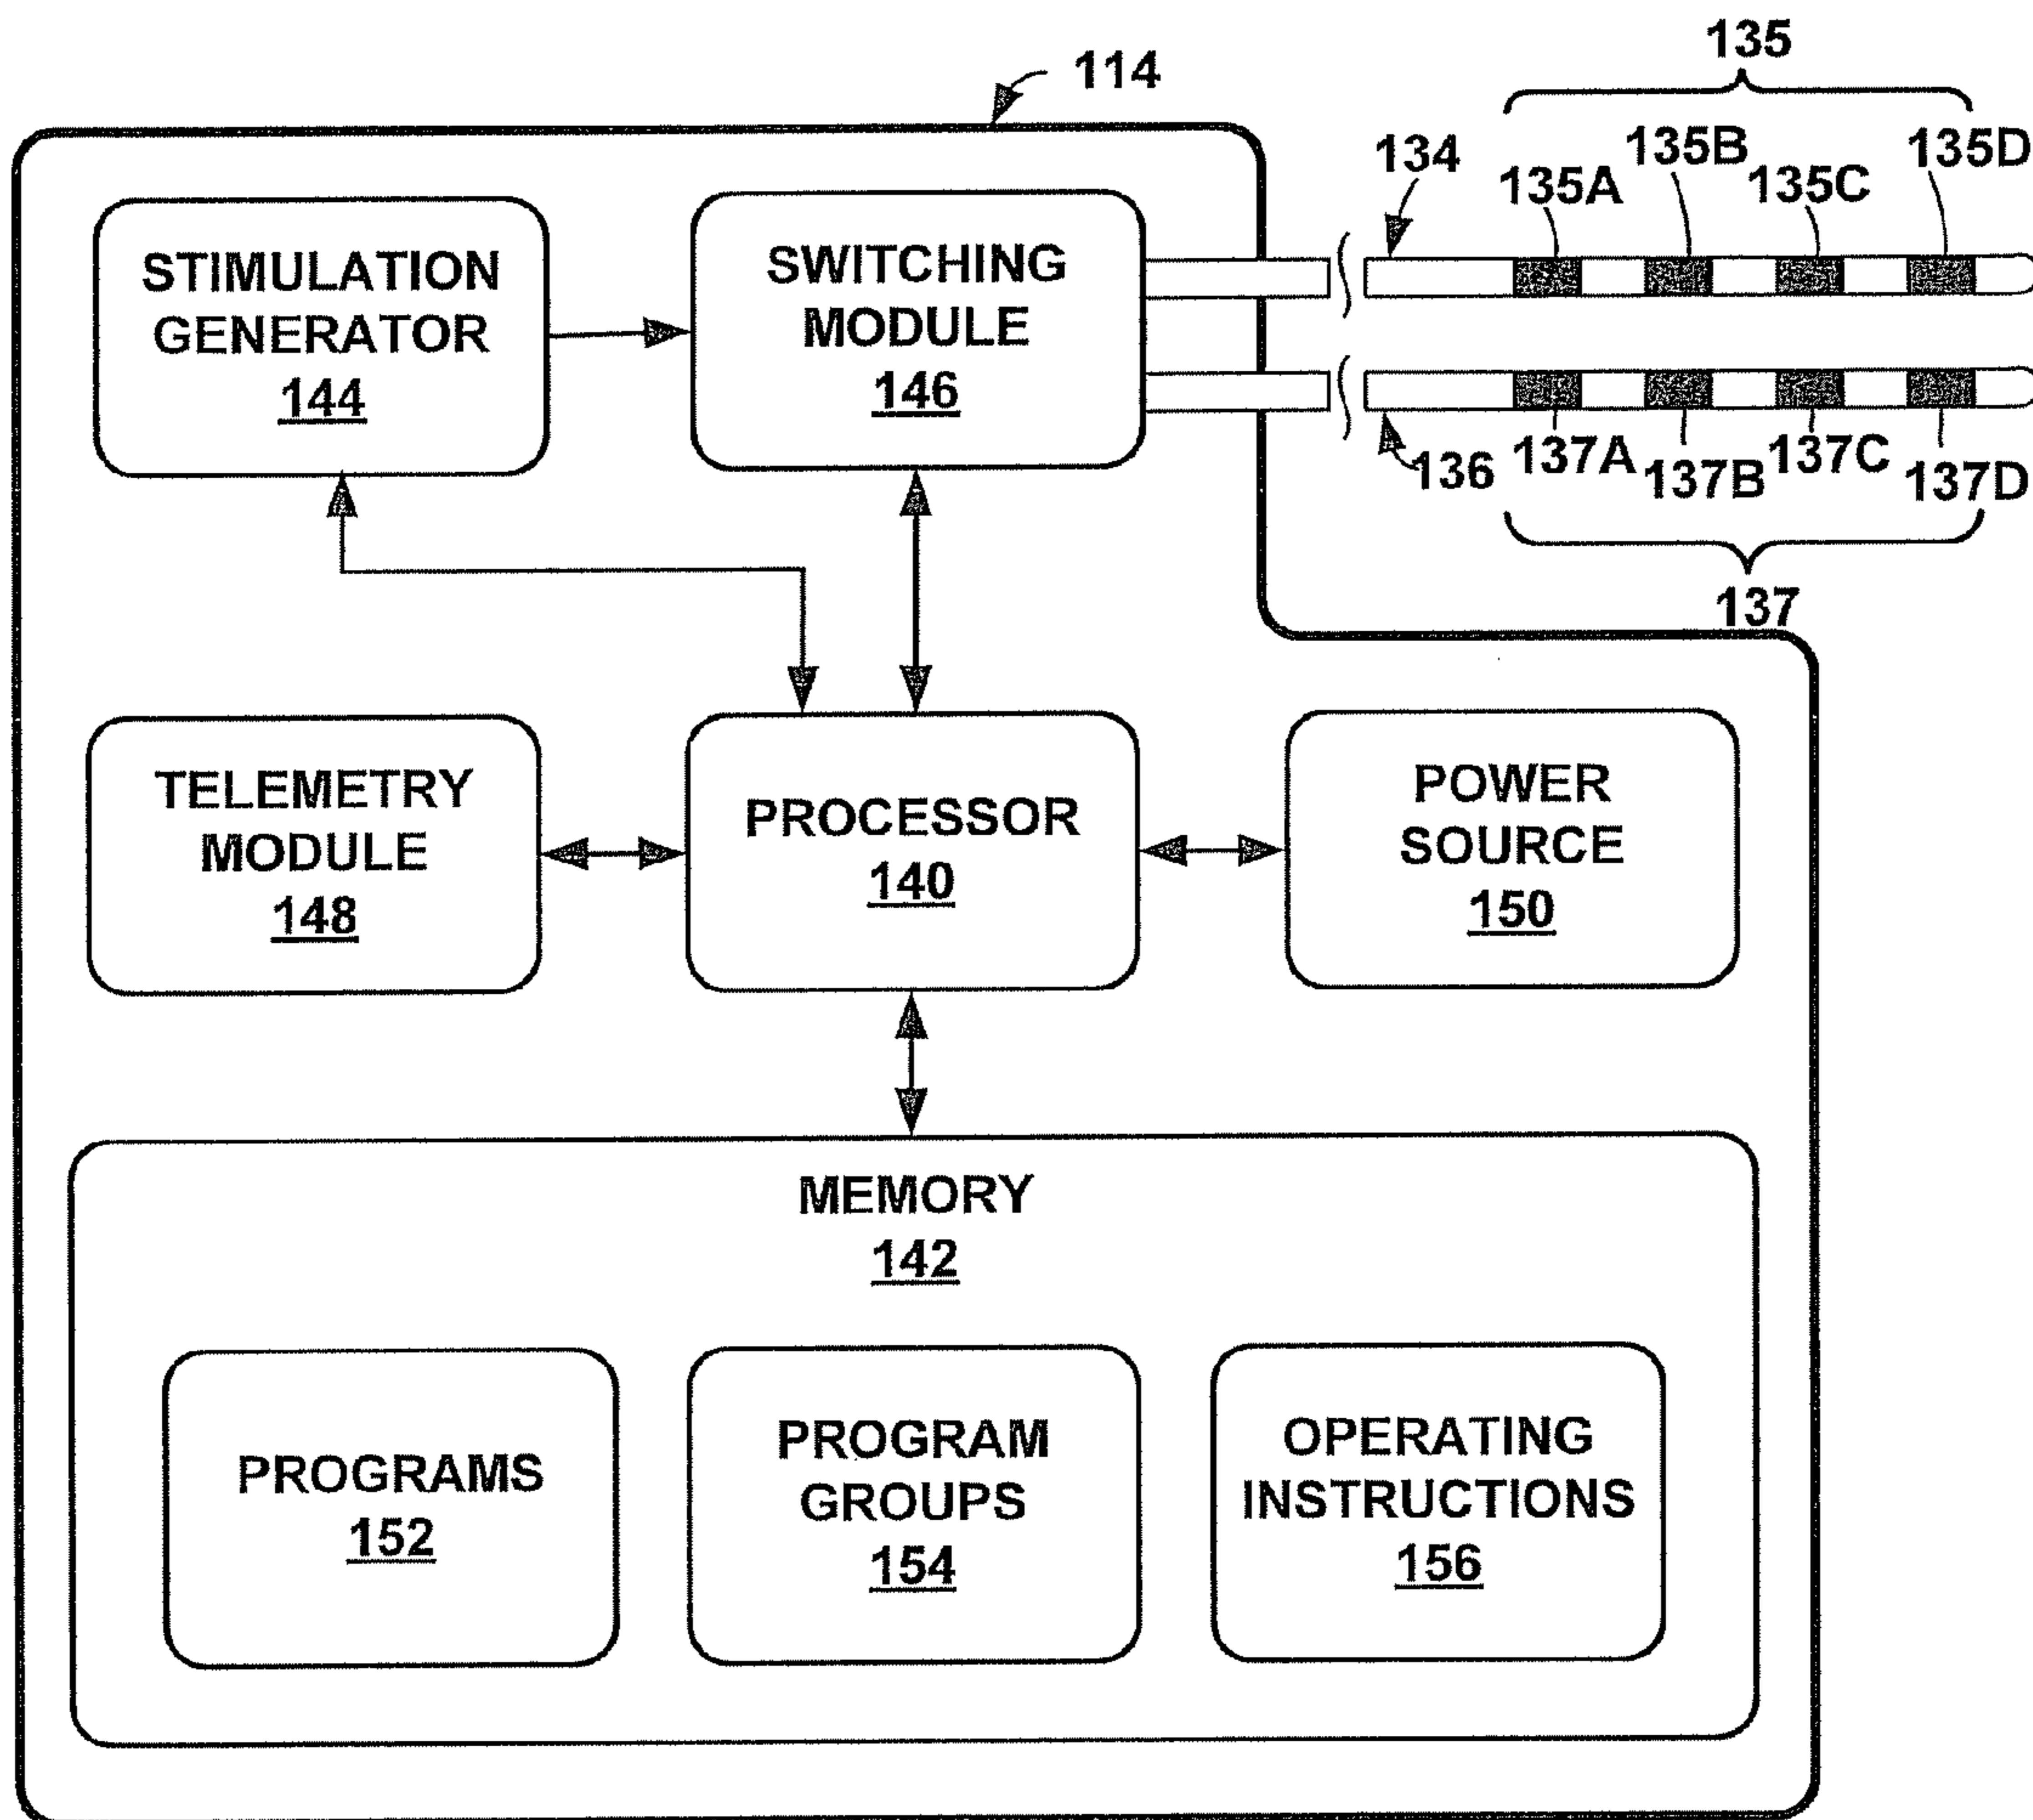 135
114
134
135B
135D
135A
135C
STIMULATION
GENERATOR
144
SWITCHING
MODULE
146
136
137A
137B
137C
137D
137
TELEMETRY
MODULE
148
PROCESSOR
140
POWER
SOURCE
150
MEMORY
142
PROGRAMS
152
PROGRAM
GROUPS
154
OPERATING
INSTRUCTIONS
156